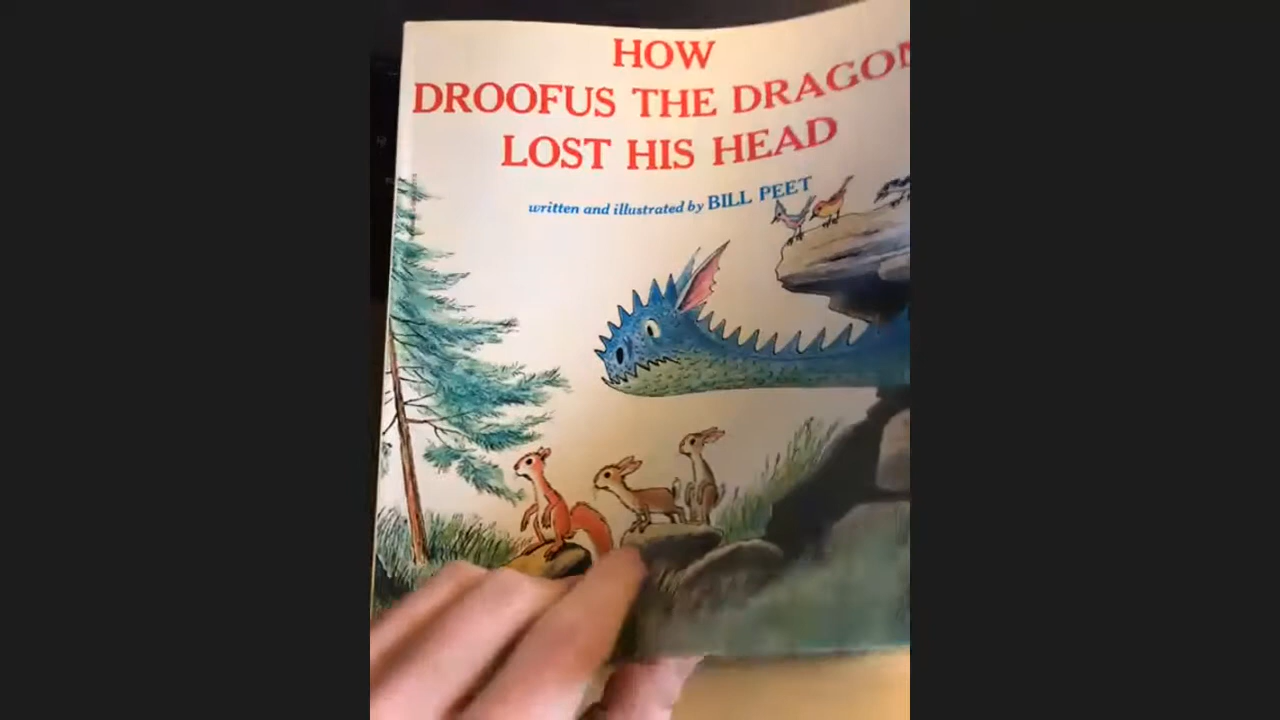 HOW
DROOFUS THE DRAGON
LOST HIS HEAD
written and illustrated by BILL PEET